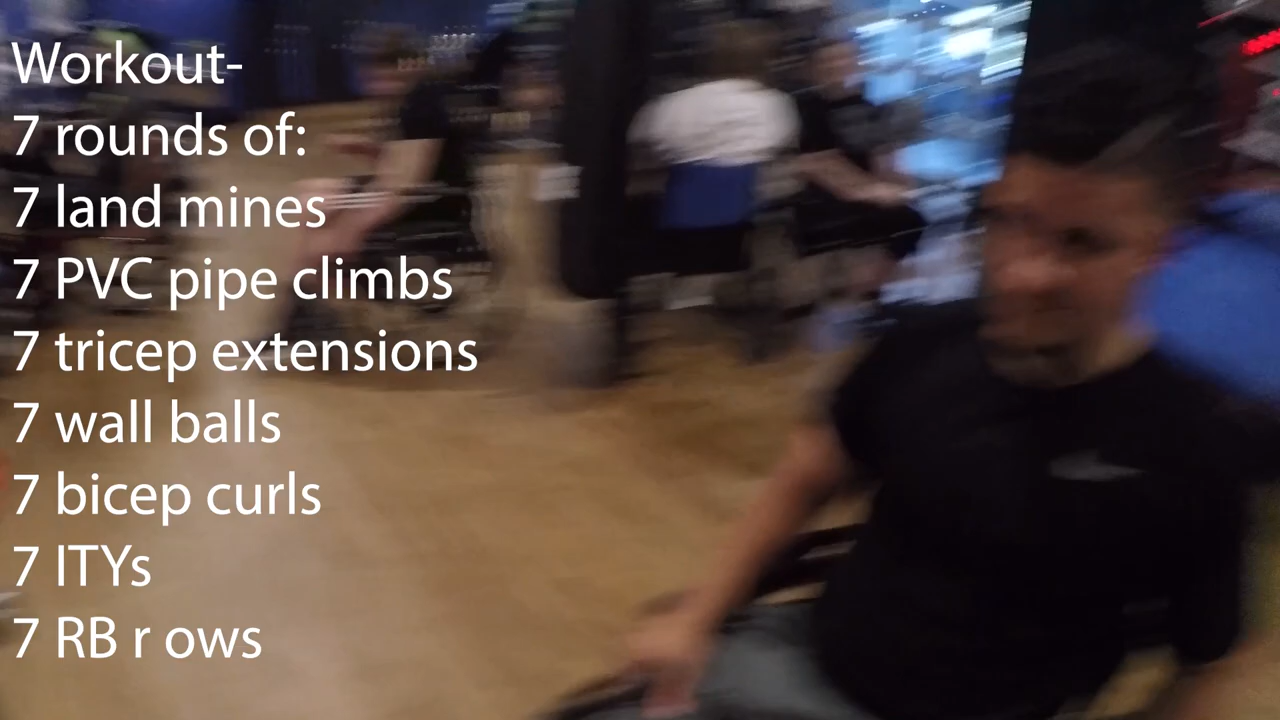 Workout-
7 rounds of:
7 land mines
7 PVC pipe climbs
7 tricep extensions
7 wall balls
7 bicep curls
7 ITYs
7 RB r ows